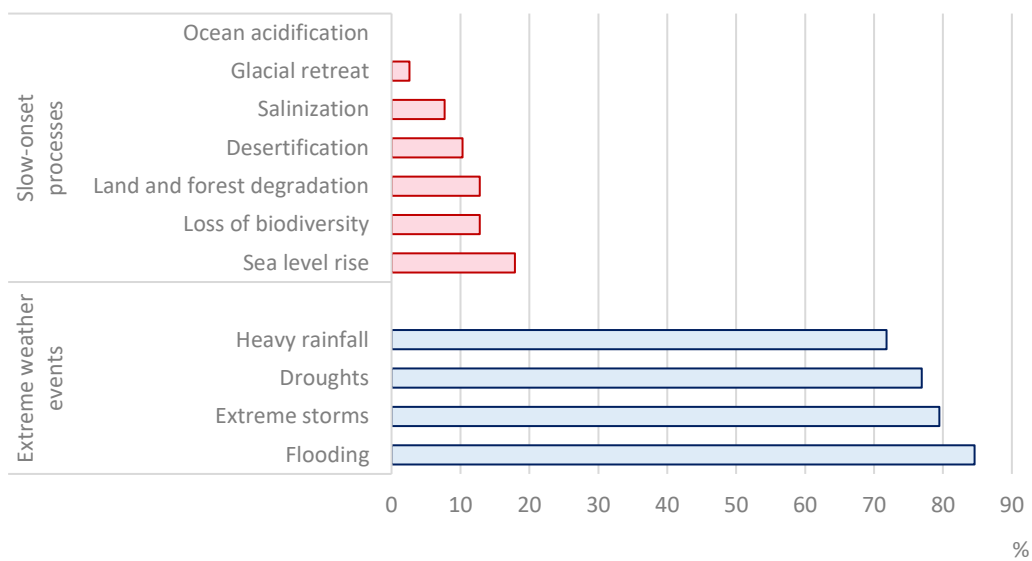 Slow-onset
processes
Ocean acidification
Glacial retreat
Salinization
Desertification
Land and forest degradation
Loss of biodiversity
Sea level rise
Extreme weather
events
Heavy rainfall
Droughts
Extreme storms
Flooding
0 10 20 30 40 50 60 70 80 90
%